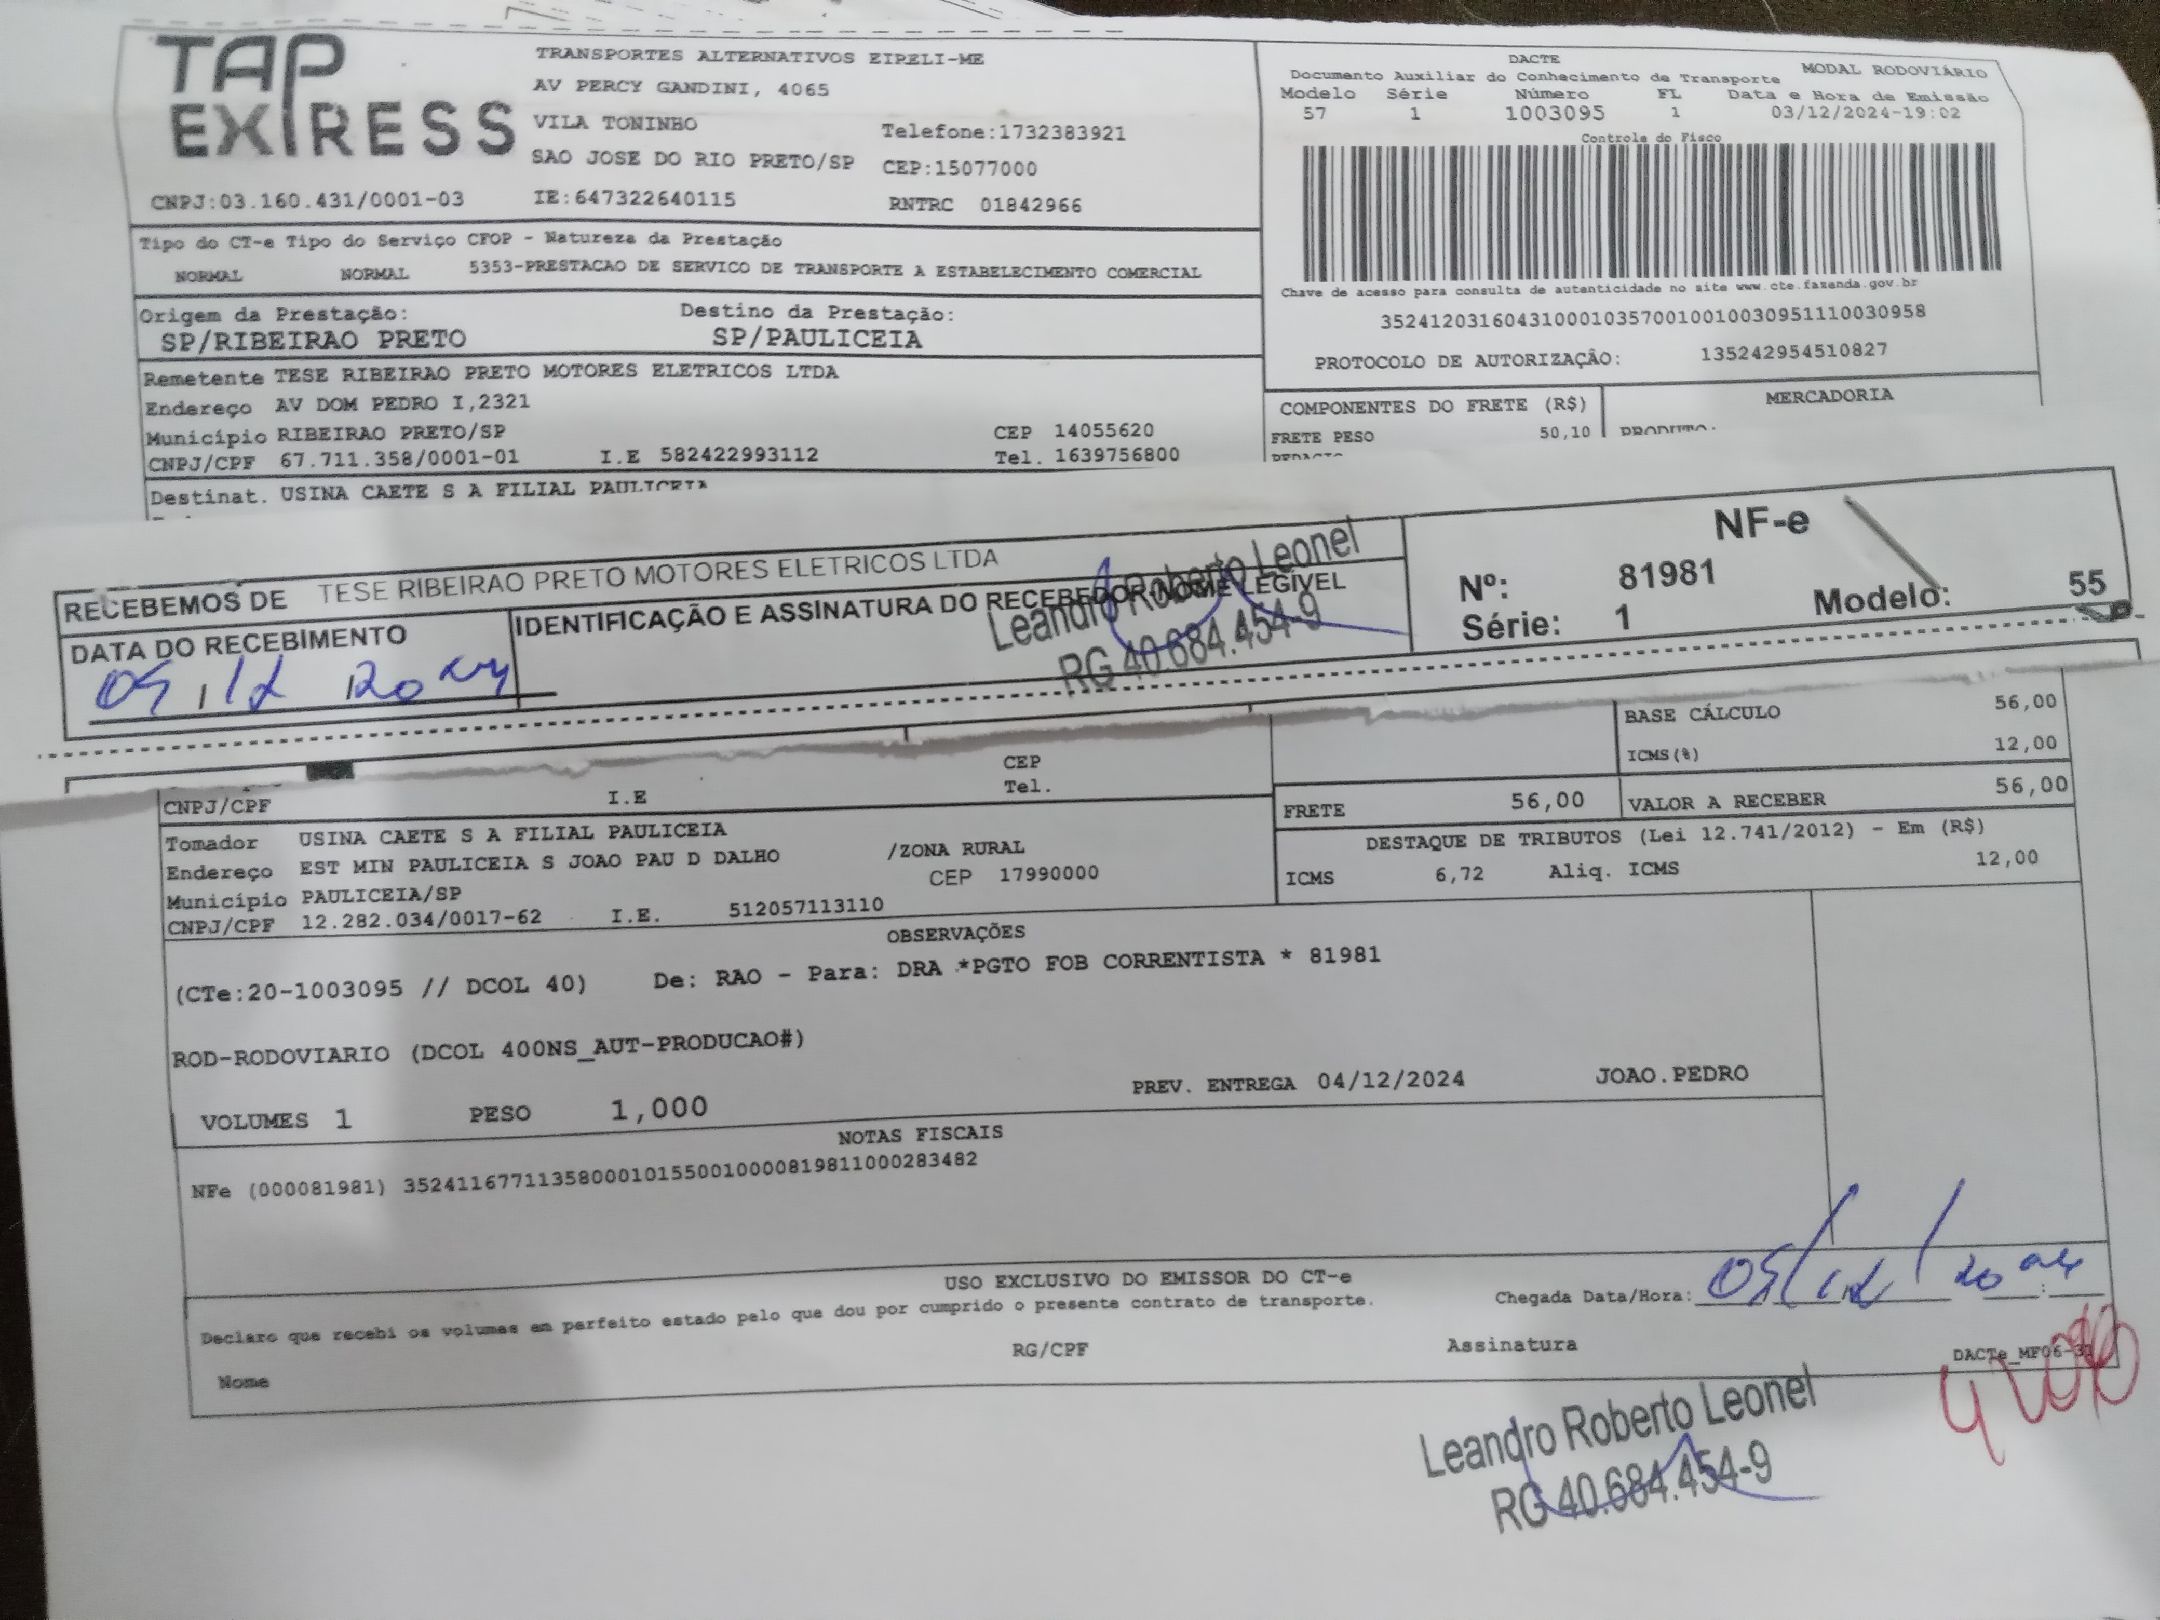 TAP EXPRESS
TRANSPORTES ALTERNATIVOS EIPELI-ME
AV PERCY GANDINI, 4065
VILA TONINHO
Telefone:1732383921
SAO JOSE DO RIO PRETO/SP CEP:15077000
CNPJ:03.160.431/0001-03 IE:647322640115 RNTRC 01842966
DACTE
Documento Auxiliar do Conhecimento de Transporte MODAL RODOVIÁRIO
Modelo Série Número FL Data e Hora de Emissão
57 1 1003095 1 03/12/2024-19:02
Controle do Fisco
Chave de acesso para consulta de autenticidade no site www.cte.fazenda.gov.br
35241203160431000103570010010030951110030958
PROTOCOLO DE AUTORIZAÇÃO: 135242954510827
Tipo do CT-e Tipo do Serviço CFOP - Natureza da Prestação
NORMAL NORMAL 5353-PRESTACAO DE SERVICO DE TRANSPORTE A ESTABELECIMENTO COMERCIAL
Origem da Prestação: Destino da Prestação:
SP/RIBEIRAO PRETO SP/PAULICEIA
Remetente TESE RIBEIRAO PRETO MOTORES ELETRICOS LTDA
Endereço AV DOM PEDRO I,2321
Município RIBEIRAO PRETO/SP CEP 14055620
CNPJ/CPF 67.711.358/0001-01 I.E 582422993112 Tel. 1639756800
COMPONENTES DO FRETE (R$) MERCADORIA
FRETE PESO 50,10 PRODUTO:
Destinat. USINA CAETE S A FILIAL PAULICEIA
RECEBEMOS DE TESE RIBEIRAO PRETO MOTORES ELETRICOS LTDA
DATA DO RECEBIMENTO IDENTIFICAÇÃO E ASSINATURA DO RECEBEDOR-NOME LEGÍVEL
05/12/2024
Leandro Roberto Leonel
RG 40.684.454-9
NF-e
Nº: 81981
Série: 1 Modelo: 55
BASE CÁLCULO 56,00
ICMS(%) 12,00
FRETE 56,00 VALOR A RECEBER 56,00
DESTAQUE DE TRIBUTOS (Lei 12.741/2012) - Em (R$)
ICMS 6,72 Aliq. ICMS 12,00
CEP
CNPJ/CPF I.E Tel.
Tomador USINA CAETE S A FILIAL PAULICEIA
Endereço EST MIN PAULICEIA S JOAO PAU D DALHO /ZONA RURAL
Município PAULICEIA/SP CEP 17990000
CNPJ/CPF 12.282.034/0017-62 I.E. 512057113110
OBSERVAÇÕES
(CTe:20-1003095 // DCOL 40) De: RAO - Para: DRA *PGTO FOB CORRENTISTA * 81981
ROD-RODOVIARIO (DCOL 400NS_AUT-PRODUCAO#)
PREV. ENTREGA 04/12/2024 JOAO.PEDRO
VOLUMES 1 PESO 1,000
NOTAS FISCAIS
NFe (000081981) 35241167711358000101550010000819811000283482
USO EXCLUSIVO DO EMISSOR DO CT-e
Declaro que recebi os volumes em perfeito estado pelo que dou por cumprido o presente contrato de transporte.
Chegada Data/Hora: 05/12/2024
Nome RG/CPF Assinatura
DACTe_MF06-31
Leandro Roberto Leonel
RG 40.684.454-9